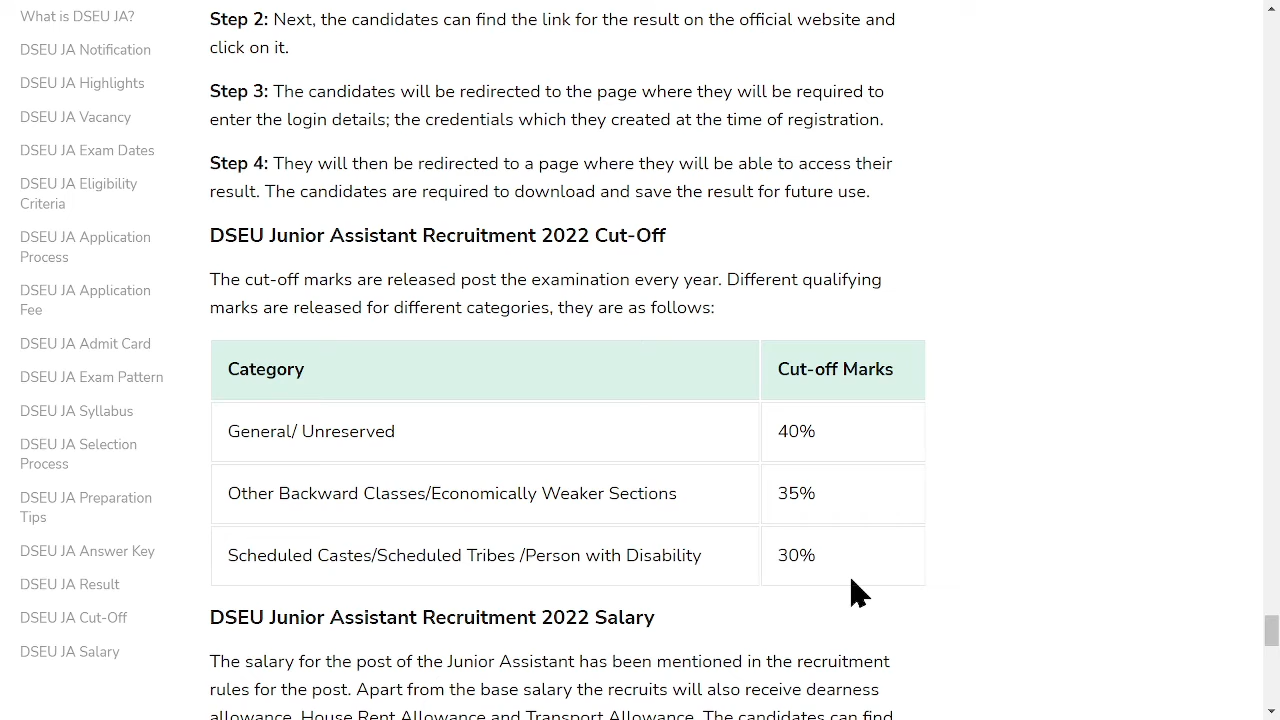 What is DSEU JA?
DSEU JA Notification
DSEU JA Highlights
DSEU JA Vacancy
DSEU JA Exam Dates
DSEU JA Eligibility
Criteria
DSEU JA Application
Process
DSEU JA Application
Fee
DSEU JA Admit Card
DSEU JA Exam Pattern
DSEU JA Syllabus
DSEU JA Selection
Process
DSEU JA Preparation
Tips
DSEU JA Answer Key
DSEU JA Result
DSEU JA Cut-Off
DSEU JA Salary
Step 2: Next, the candidates can find the link for the result on the official website and
click on it.
Step 3: The candidates will be redirected to the page where they will be required to
enter the login details; the credentials which they created at the time of registration.
Step 4: They will then be redirected to a page where they will be able to access their
result. The candidates are required to download and save the result for future use.
DSEU Junior Assistant Recruitment 2022 Cut-Off
The cut-off marks are released post the examination every year. Different qualifying
marks are released for different categories, they are as follows:
Category Cut-off Marks
General/ Unreserved 40%
Other Backward Classes/Economically Weaker Sections 35%
Scheduled Castes/Scheduled Tribes /Person with Disability 30%
DSEU Junior Assistant Recruitment 2022 Salary
The salary for the post of the Junior Assistant has been mentioned in the recruitment
rules for the post. Apart from the base salary the recruits will also receive dearness
allowance, House Rent Allowance and Transport Allowance. The candidates can find